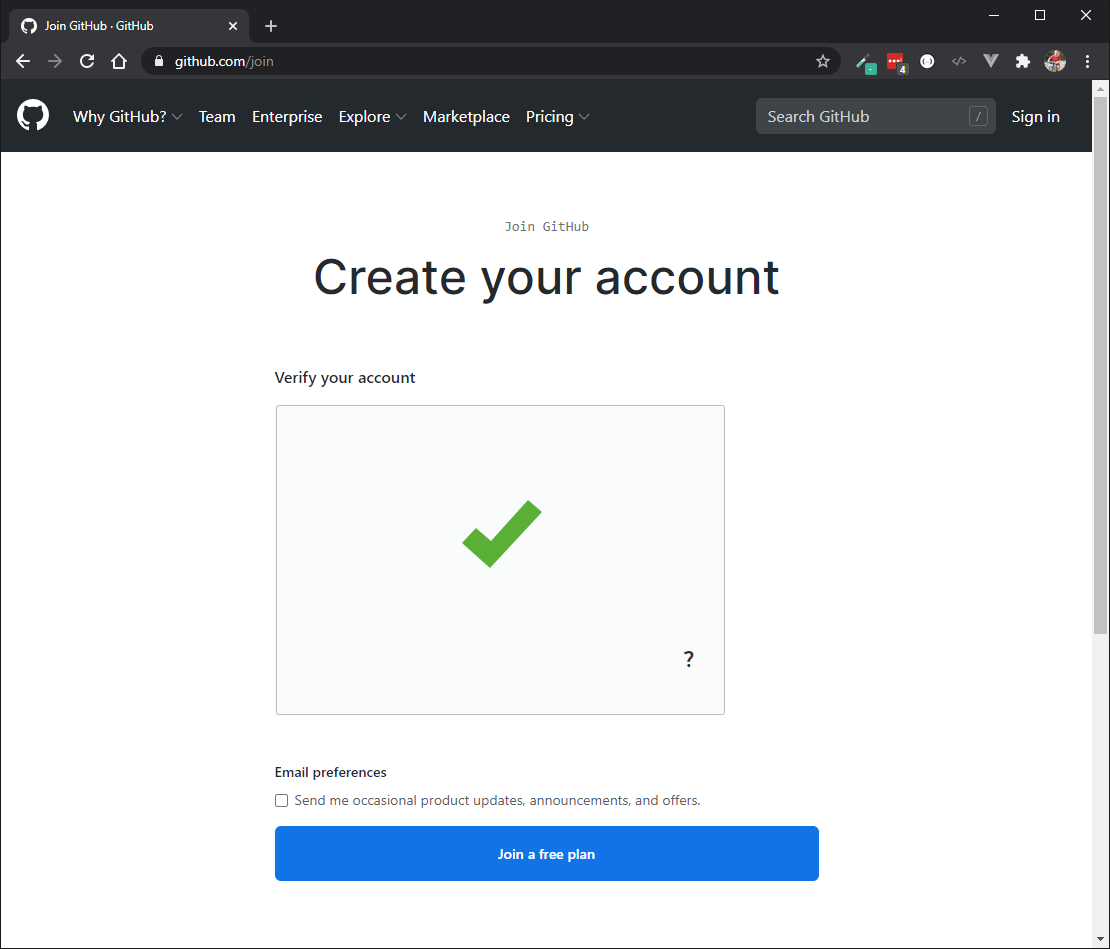 Join GitHub · GitHub
github.com/join
4
Why GitHub? Team Enterprise Explore Marketplace Pricing Search GitHub / Sign in
Join GitHub
Create your account
Verify your account
?
Email preferences
Send me occasional product updates, announcements, and offers.
Join a free plan